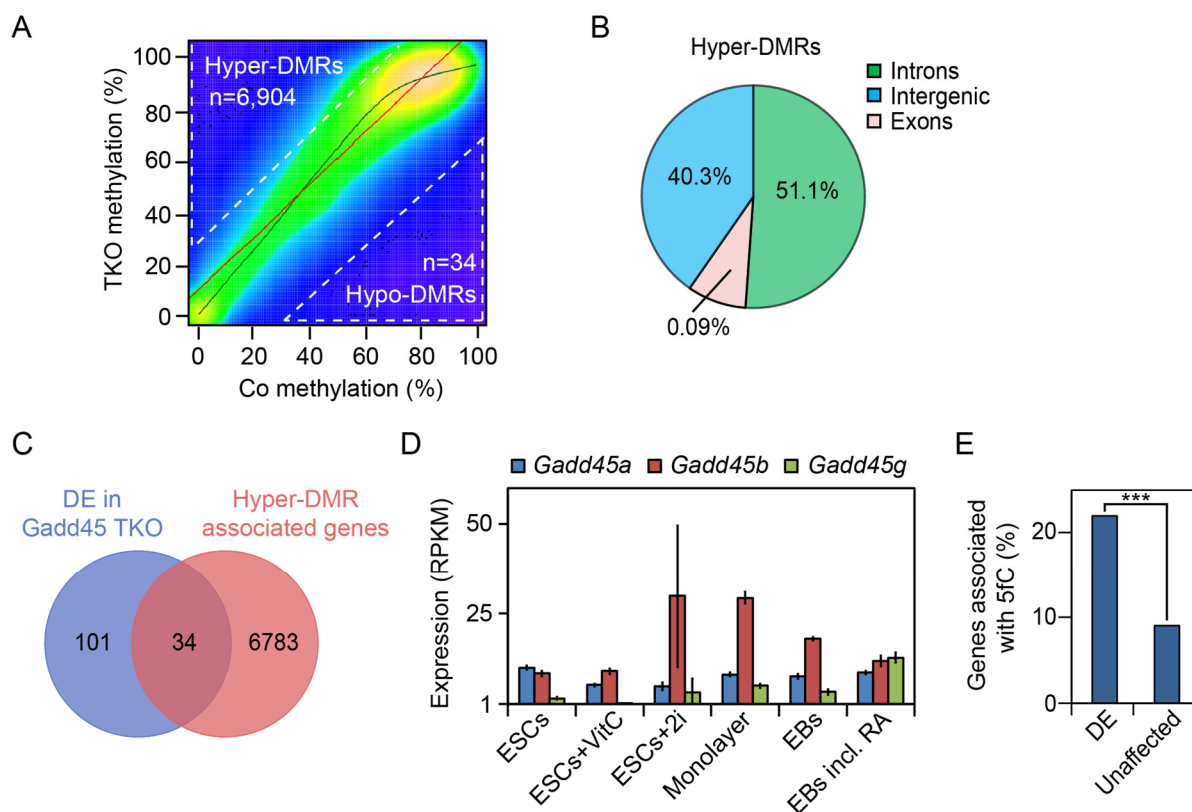 A
TKO methylation (%)
100
80
60
40
20
0
Hyper-DMRs
n=6,904
n=34
Hypo-DMRs
0 20 40 60 80 100
Co methylation (%)
B
Hyper-DMRs
Introns
Intergenic
Exons
40.3%
51.1%
0.09%
C
DE in
Gadd45 TKO
Hyper-DMR
associated genes
101 34 6783
D
Gadd45a Gadd45b Gadd45g
Expression (RPKM)
50
25
1
ESCs
ESCs+VitC
ESCs+2i
Monolayer
EBs
EBs incl. RA
E
Genes associated
with 5fC (%)
***
20
10
0
DE
Unaffected